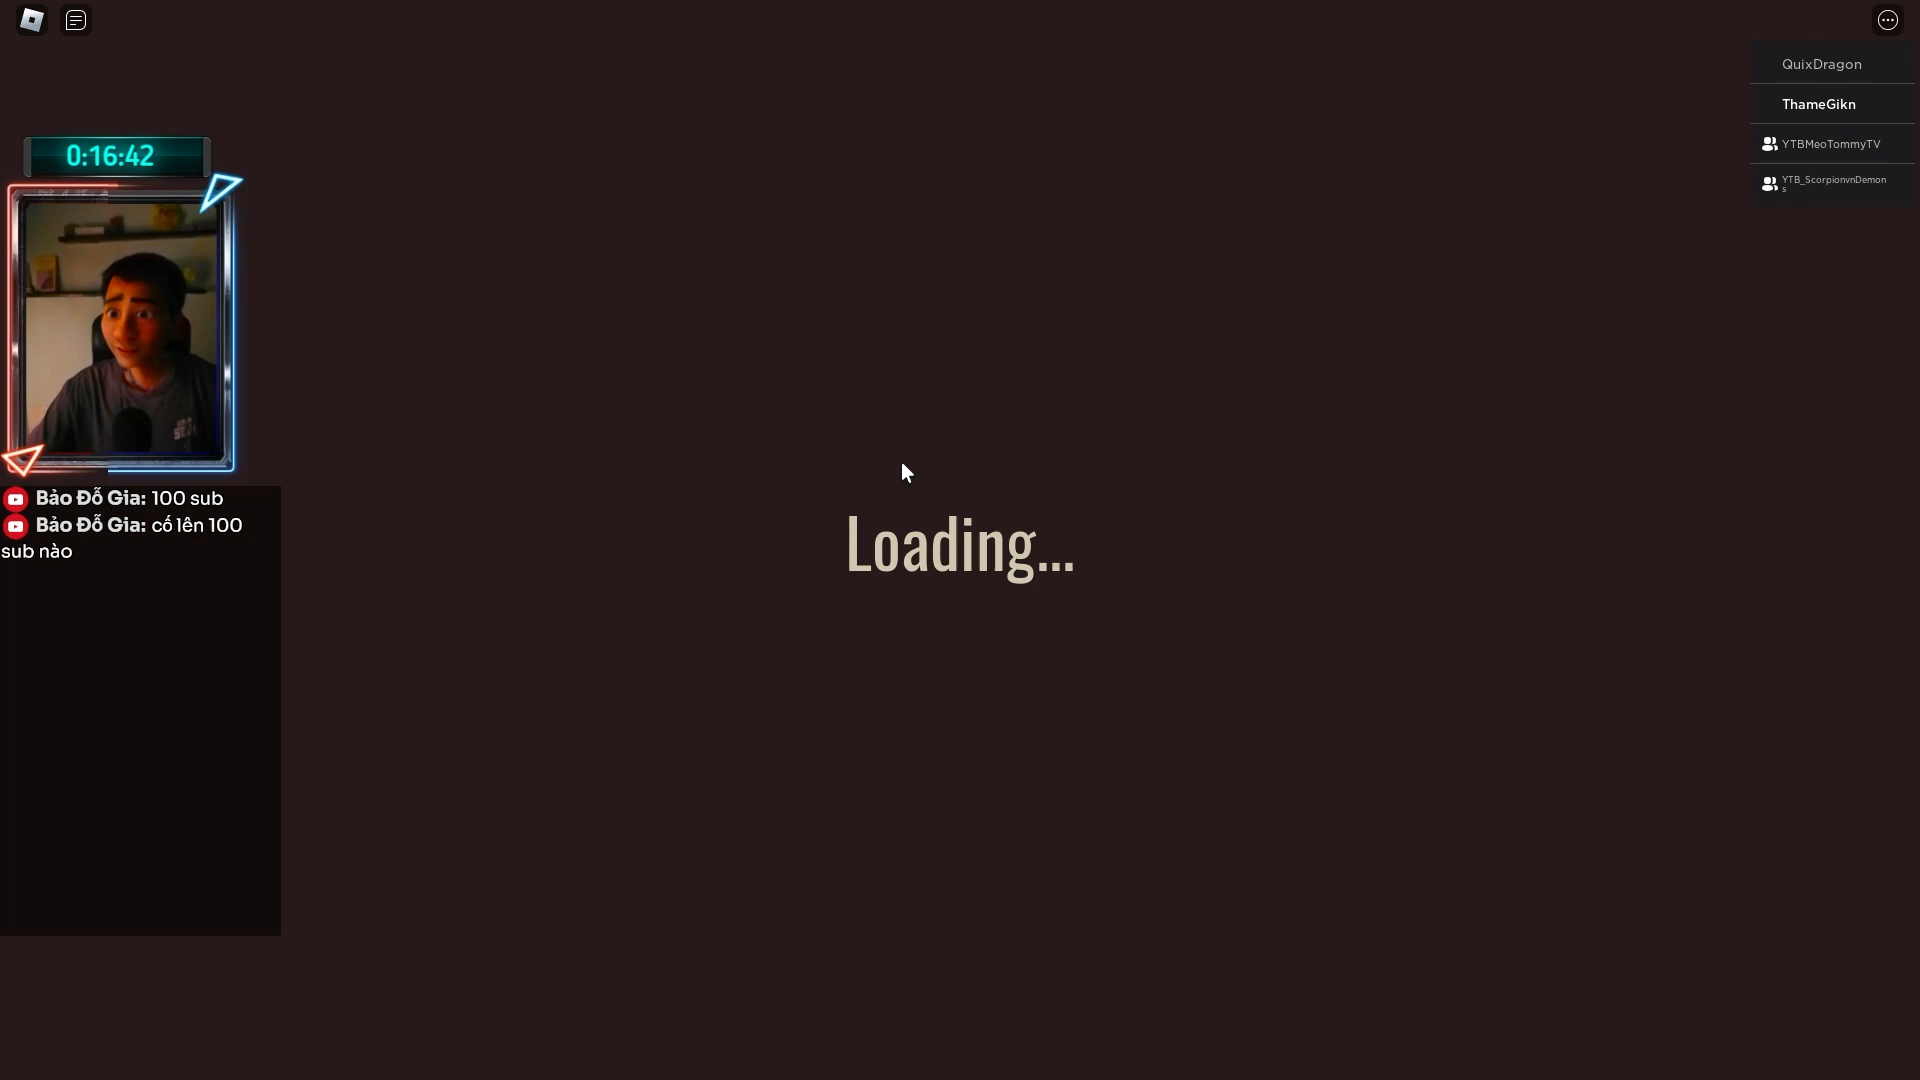 QuixDragon
ThameGikn
YTBMeoTommyTV
YTB_ScorpionvnDemon
s
0:16:42
Bảo Đỗ Gia: 100 sub
Bảo Đỗ Gia: cố lên 100
sub nào
Loading...